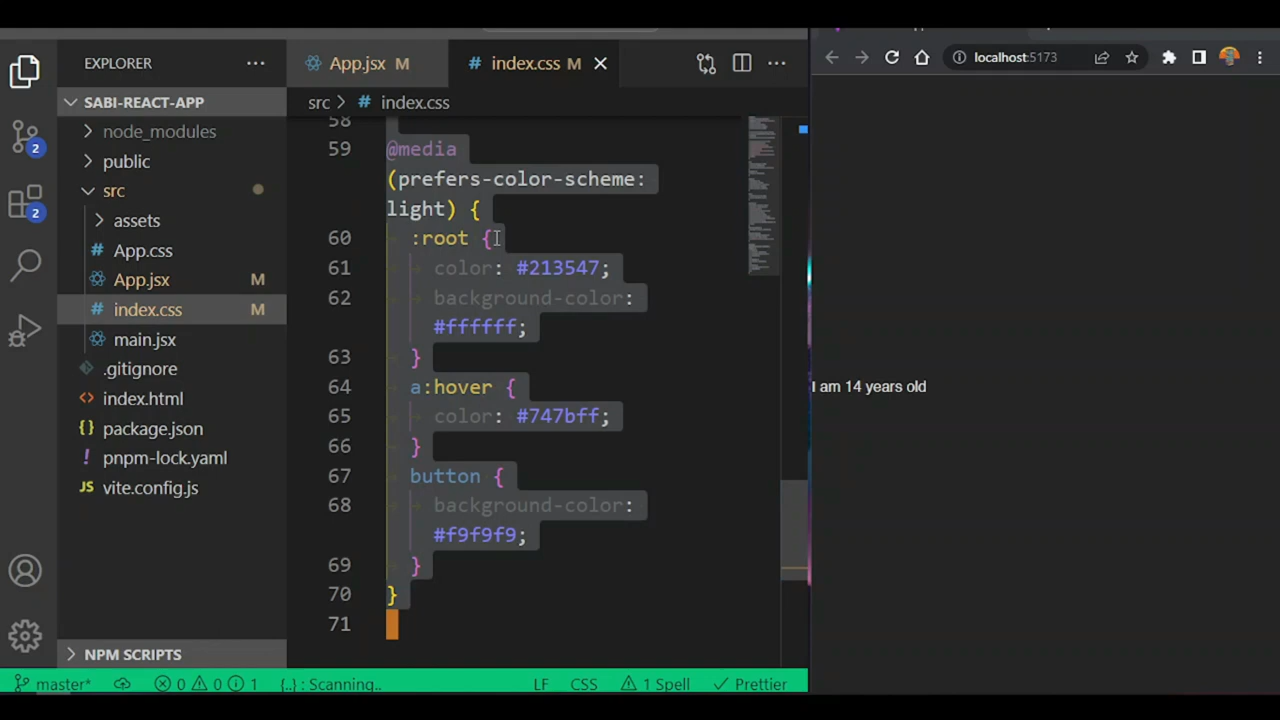 EXPLORER
SABI-REACT-APP
node_modules
public
src
assets
App.css
App.jsx M
index.css M
main.jsx
.gitignore
index.html
package.json
pnpm-lock.yaml
vite.config.js
NPM SCRIPTS
2
2
App.jsx M
# index.css M
src > # index.css
58
59 @media
(prefers-color-scheme:
light) {
60 :root {
61 color: #213547;
62 background-color:
#ffffff;
63 }
64 a:hover {
65 color: #747bff;
66 }
67 button {
68 background-color:
#f9f9f9;
69 }
70 }
71
master* 0 0 1 {..} : Scanning.. LF CSS 1 Spell Prettier
localhost:5173
I am 14 years old